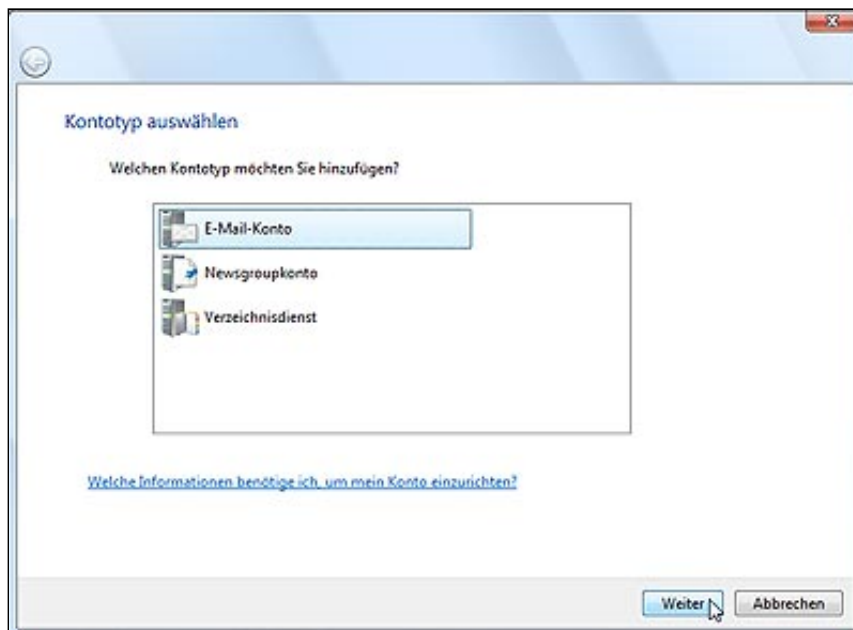 Kontotyp auswählen
Welchen Kontotyp möchten Sie hinzufügen?
E-Mail-Konto
Newsgroupkonto
Verzeichnisdienst
Welche Informationen benötige ich, um mein Konto einzurichten?
Weiter Abbrechen